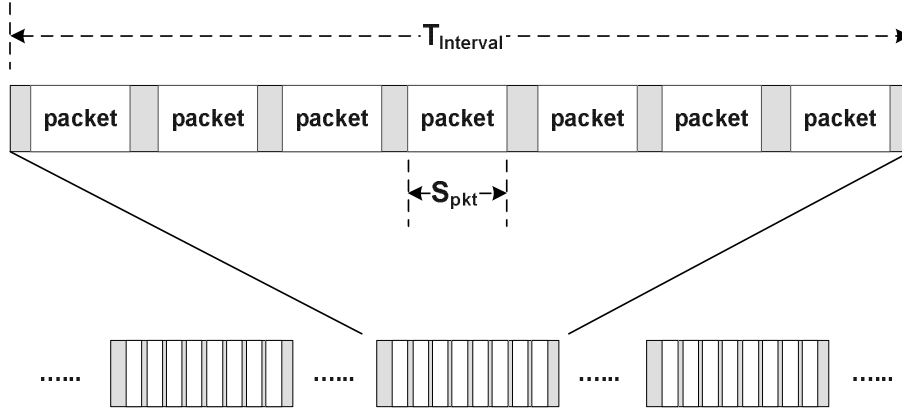 T_Interval
packet packet packet packet packet packet packet
S_pkt
...... ...... ...... ......